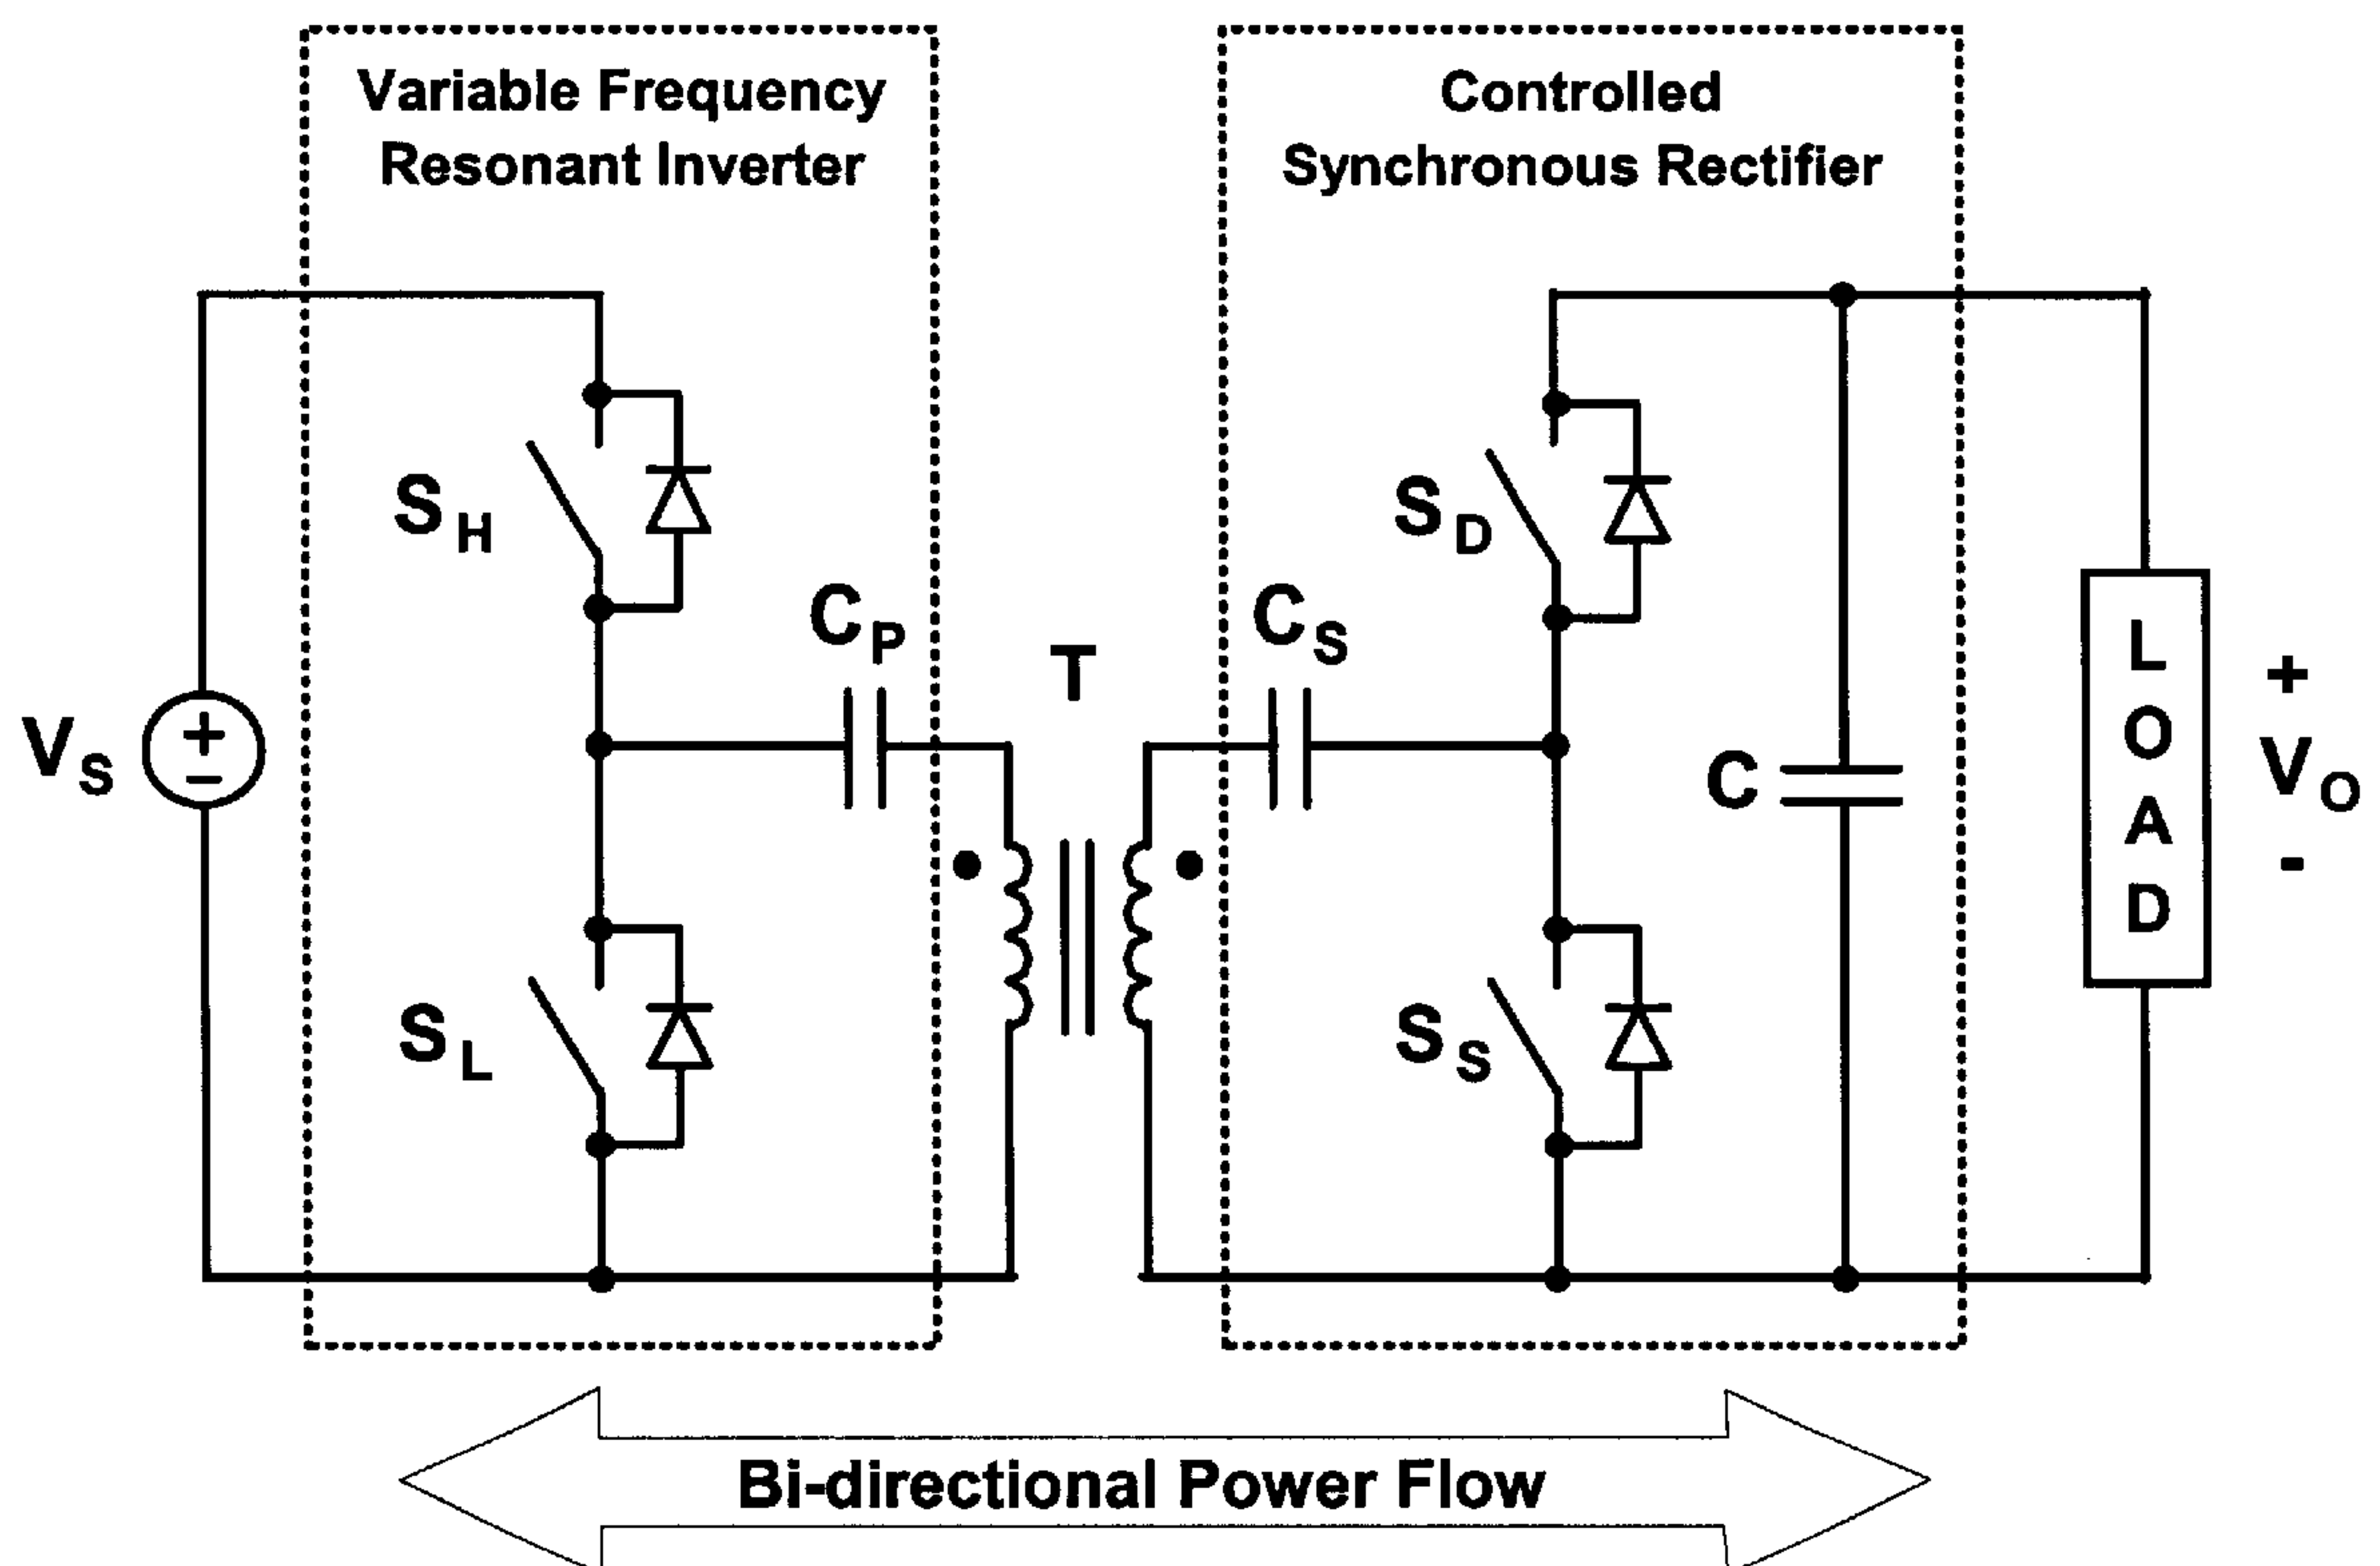 Variable Frequency
Resonant Inverter
Controlled
Synchronous Rectifier
S_H
S_D
C_P
T
C_S
LOAD
+
V_S
+
−
C
V_O
-
S_L
S_S
Bi-directional Power Flow